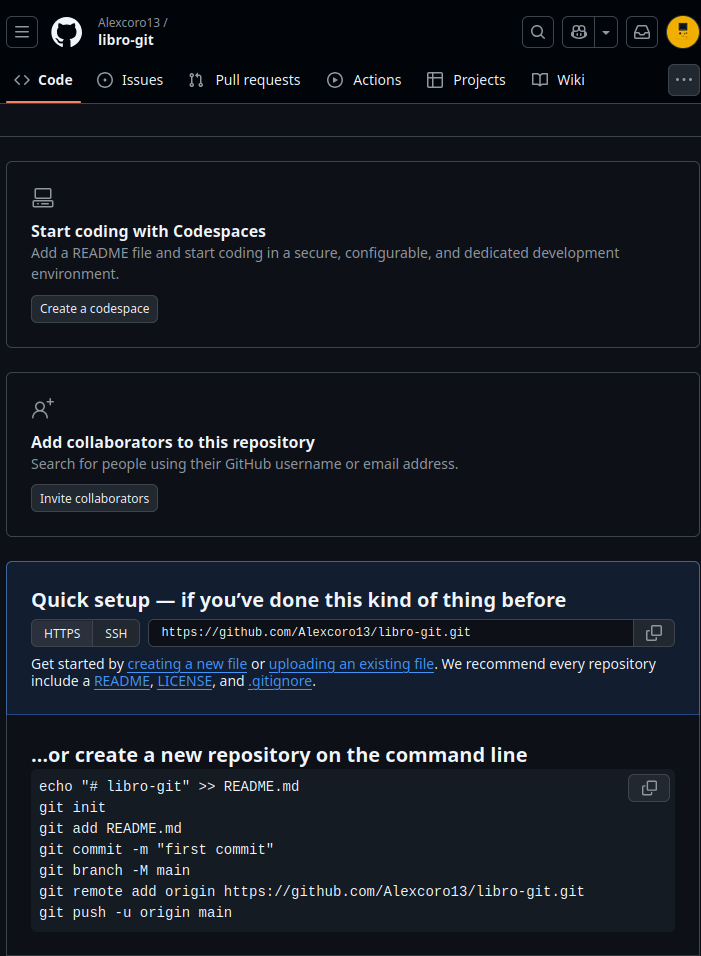 Alexcoro13 /
libro-git
Code Issues Pull requests Actions Projects Wiki
Start coding with Codespaces
Add a README file and start coding in a secure, configurable, and dedicated development
environment.
Create a codespace
Add collaborators to this repository
Search for people using their GitHub username or email address.
Invite collaborators
Quick setup — if you’ve done this kind of thing before
HTTPS SSH https://github.com/Alexcoro13/libro-git.git
Get started by creating a new file or uploading an existing file. We recommend every repository
include a README, LICENSE, and .gitignore.
…or create a new repository on the command line
echo "# libro-git" >> README.md
git init
git add README.md
git commit -m "first commit"
git branch -M main
git remote add origin https://github.com/Alexcoro13/libro-git.git
git push -u origin main